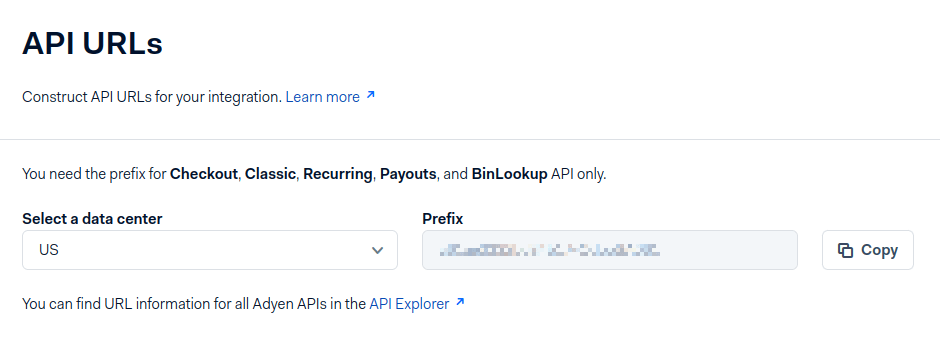 API URLs
Construct API URLs for your integration. Learn more
You need the prefix for Checkout, Classic, Recurring, Payouts, and BinLookup API only.
Select a data center
Prefix
US
Copy
You can find URL information for all Adyen APIs in the API Explorer